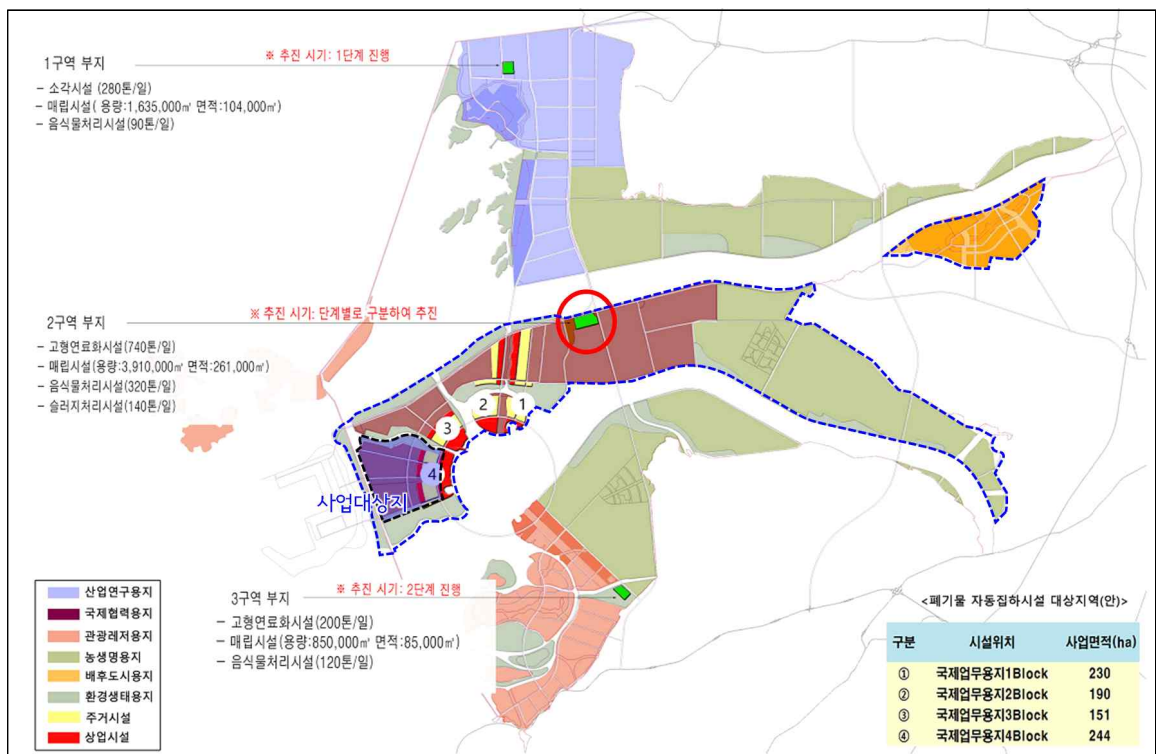 1구역 부지
※ 추진 시기: 1단계 진행
- 소각시설 (280톤/일)
- 매립시설( 용량:1,635,000㎥ 면적:104,000㎡)
- 음식물처리시설(90톤/일)
2구역 부지
※ 추진 시기: 단계별로 구분하여 추진
- 고형연료화시설(740톤/일)
- 매립시설(용량:3,910,000㎥ 면적:261,000㎡)
- 음식물처리시설(320톤/일)
- 슬러지처리시설(140톤/일)
1
2
3
4
사업대상지
3구역 부지
※ 추진 시기: 2단계 진행
- 고형연료화시설(200톤/일)
- 매립시설(용량:850,000㎥ 면적:85,000㎡)
- 음식물처리시설(120톤/일)
산업연구용지
국제협력용지
관광레저용지
농생명용지
배후도시용지
환경생태용지
주거시설
상업시설
<폐기물 자동집하시설 대상지역(안)>
구분 시설위치 사업면적(ha)
① 국제업무용지1Block 230
② 국제업무용지2Block 190
③ 국제업무용지3Block 151
④ 국제업무용지4Block 244